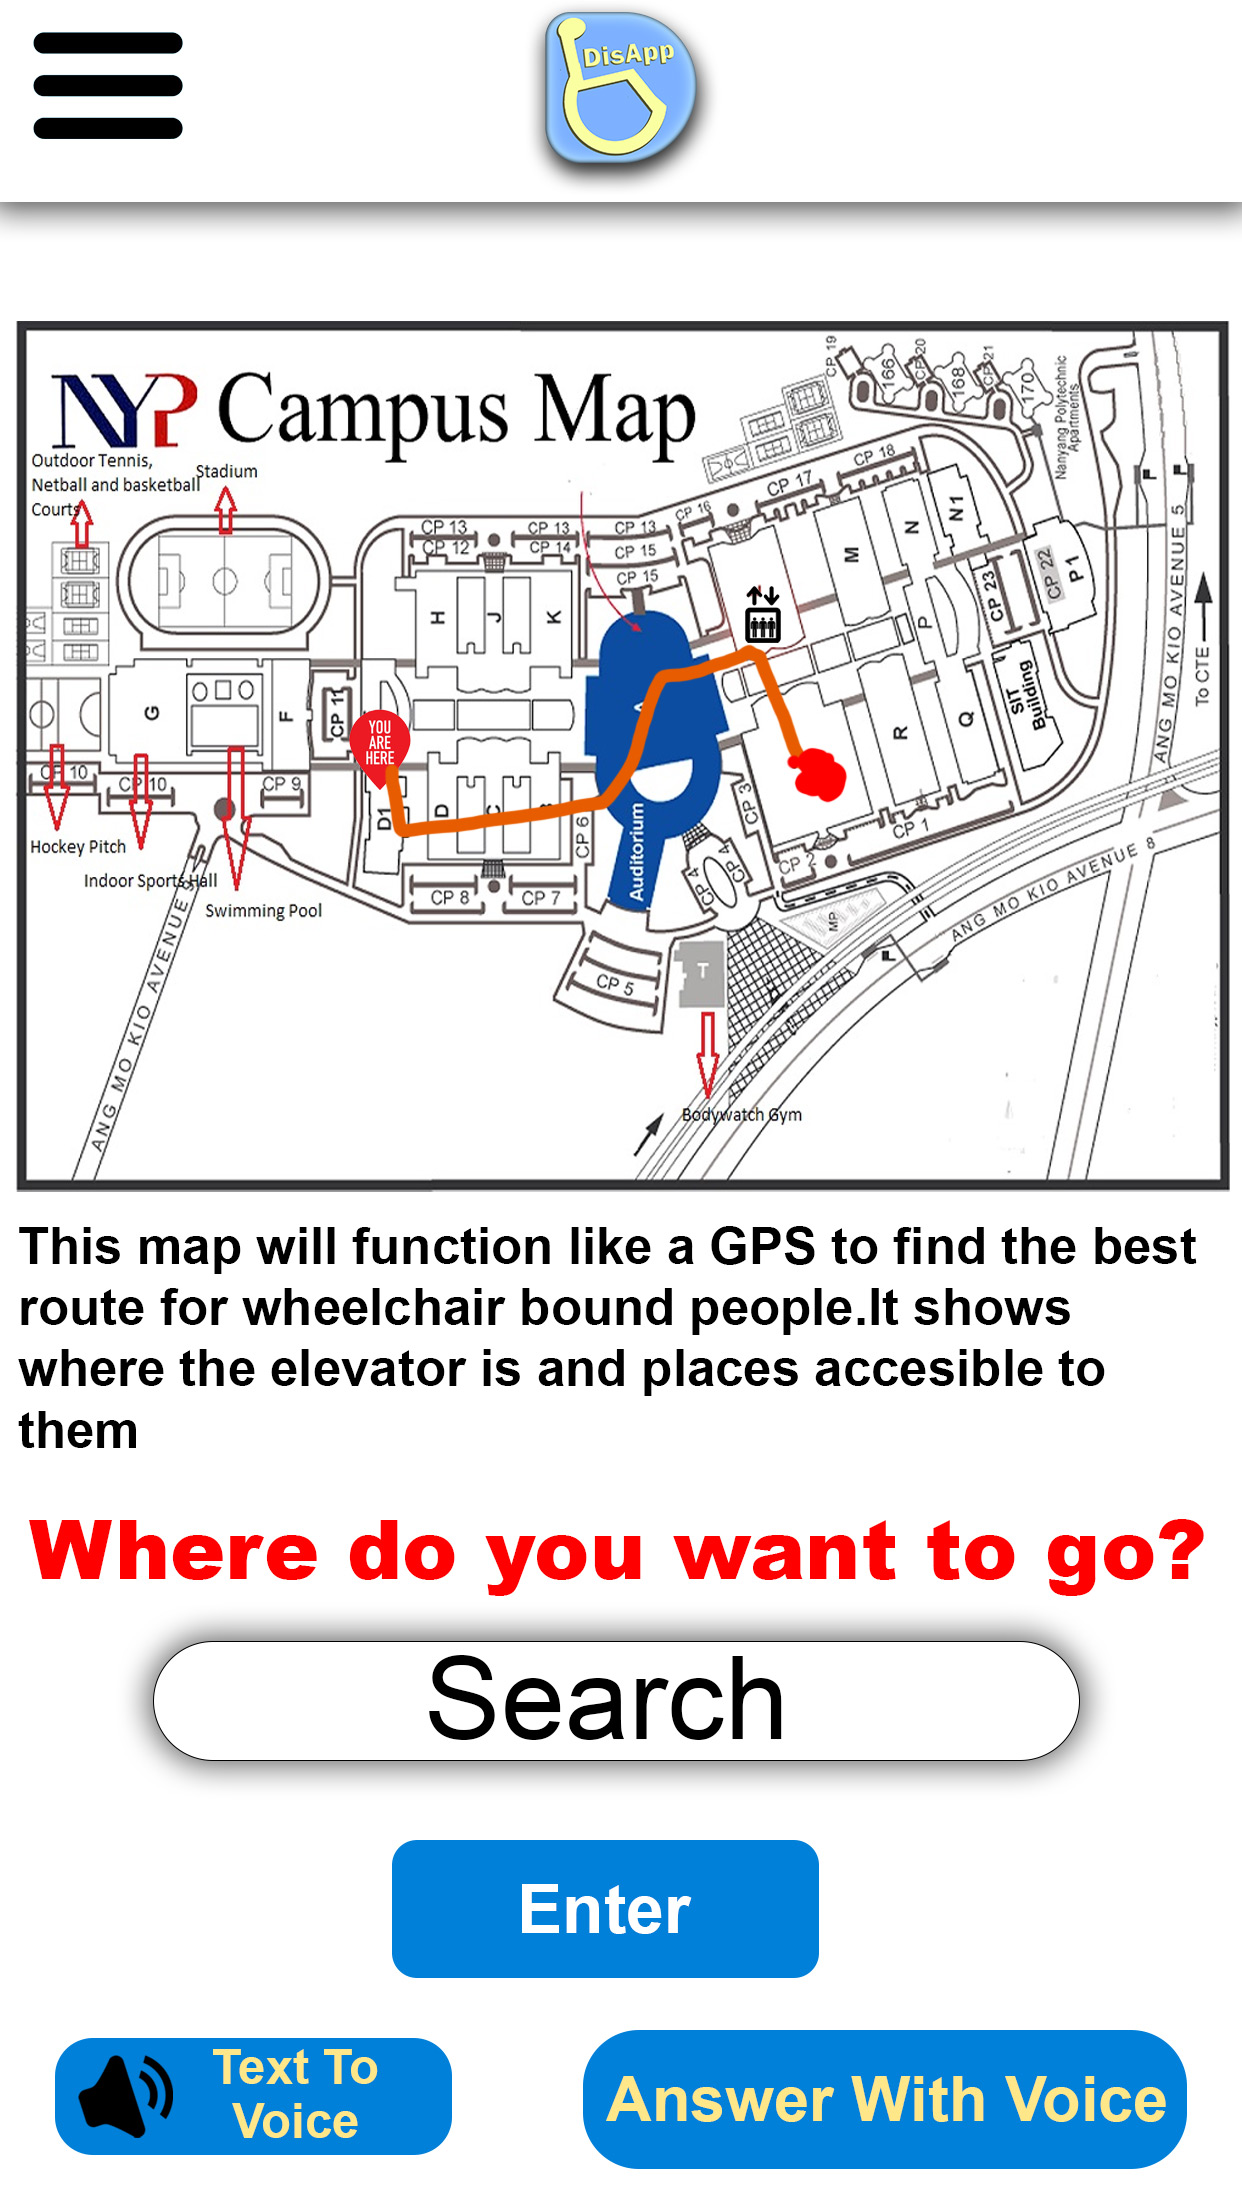 DisApp
NYP Campus Map
Outdoor Tennis,
Netball and basketball
Courts
Stadium
CP 19
166
CP 20
168
CP 21
170
Nanyang Polytechnic
Apartments
CP 18
CP 17
CP 16
CP 13
CP 13
CP 13
CP 12
CP 14
CP 15
CP 15
N1
N
M
H
J
K
P
CP 23
CP 22
P1
ANG MO KIO AVENUE 5
To CTE
SIT
Building
G
F
CP 11
YOU
ARE
HERE
A
R
Q
CP 10
CP 10
CP 9
D1
D
C
B
CP 6
CP 3
CP 1
CP 2
Auditorium
CP 4
CP 4
Hockey Pitch
Indoor Sports Hall
Swimming Pool
CP 8
CP 7
MP
ANG MO KIO AVENUE 8
ANG MO KIO AVENUE 9
CP 5
T
Bodywatch Gym
This map will function like a GPS to find the best
route for wheelchair bound people.It shows
where the elevator is and places accesible to
them
Where do you want to go?
Search
Enter
Text To
Voice
Answer With Voice